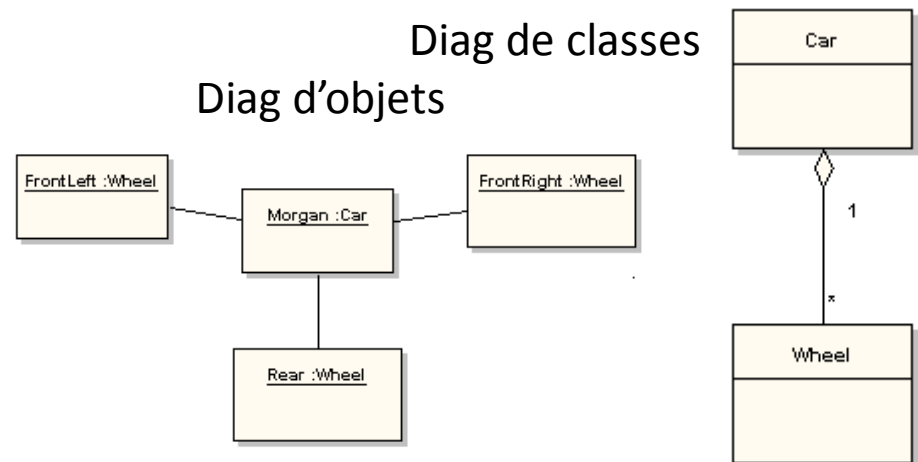 Diag de classes
Diag d’objets
FrontLeft :Wheel
Morgan :Car
FrontRight :Wheel
Rear :Wheel
Car
1
*
Wheel